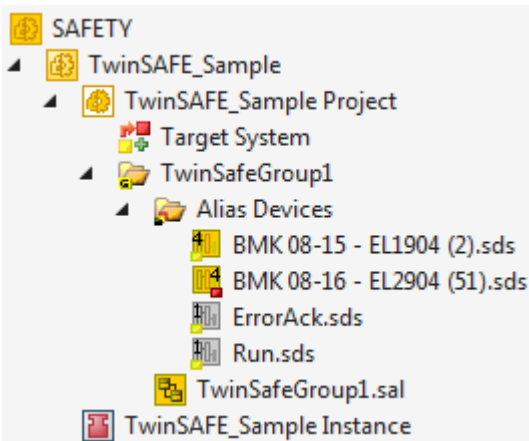 SAFETY
TwinSAFE_Sample
TwinSAFE_Sample Project
Target System
TwinSafeGroup1
Alias Devices
BMK 08-15 - EL1904 (2).sds
BMK 08-16 - EL2904 (51).sds
ErrorAck.sds
Run.sds
TwinSafeGroup1.sal
TwinSAFE_Sample Instance